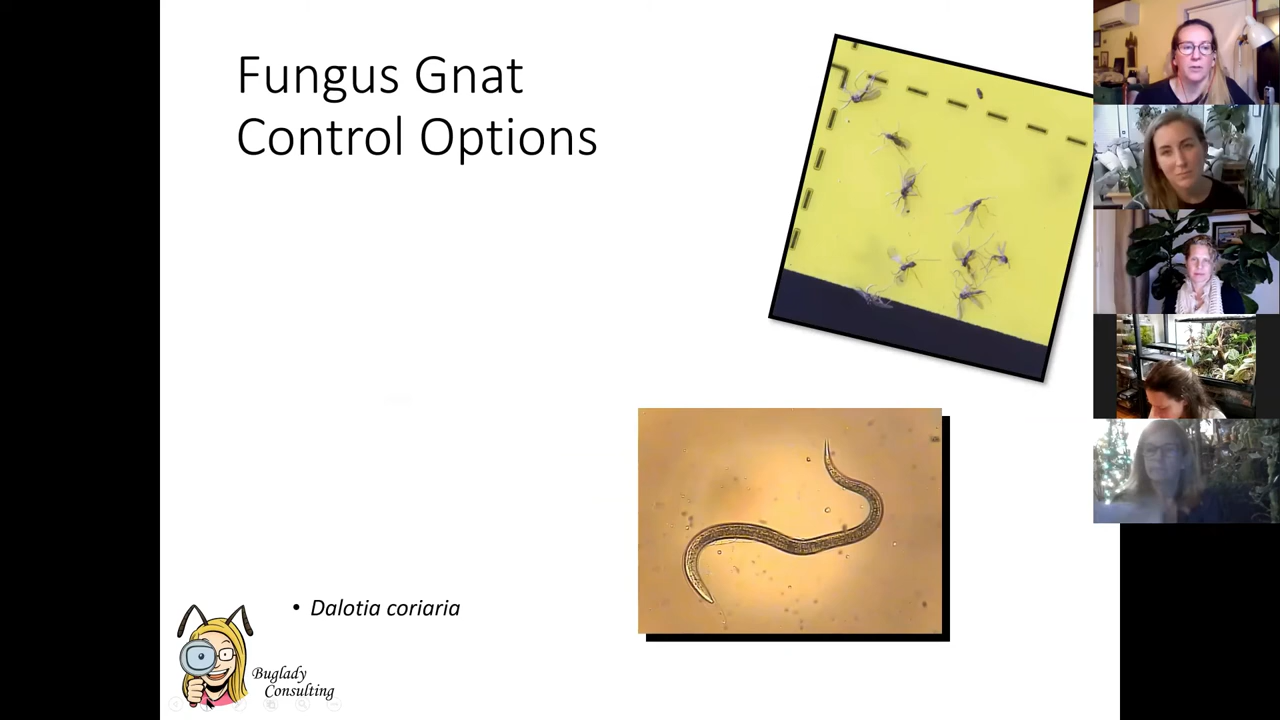 Fungus Gnat
Control Options
• Dalotia coriaria
Buglady
Consulting